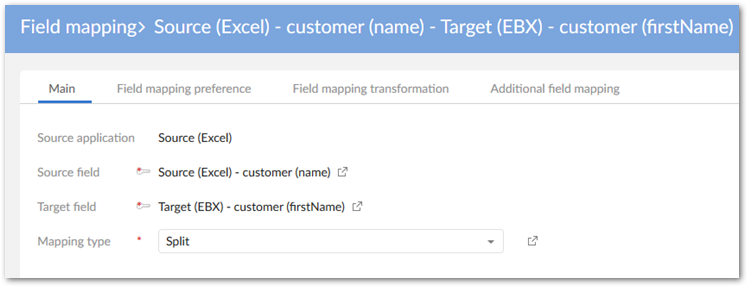 Field mapping> Source (Excel) - customer (name) - Target (EBX) - customer (firstName)
Main Field mapping preference Field mapping transformation Additional field mapping
Source application Source (Excel)
Source field Source (Excel) - customer (name)
Target field Target (EBX) - customer (firstName)
Mapping type * Split